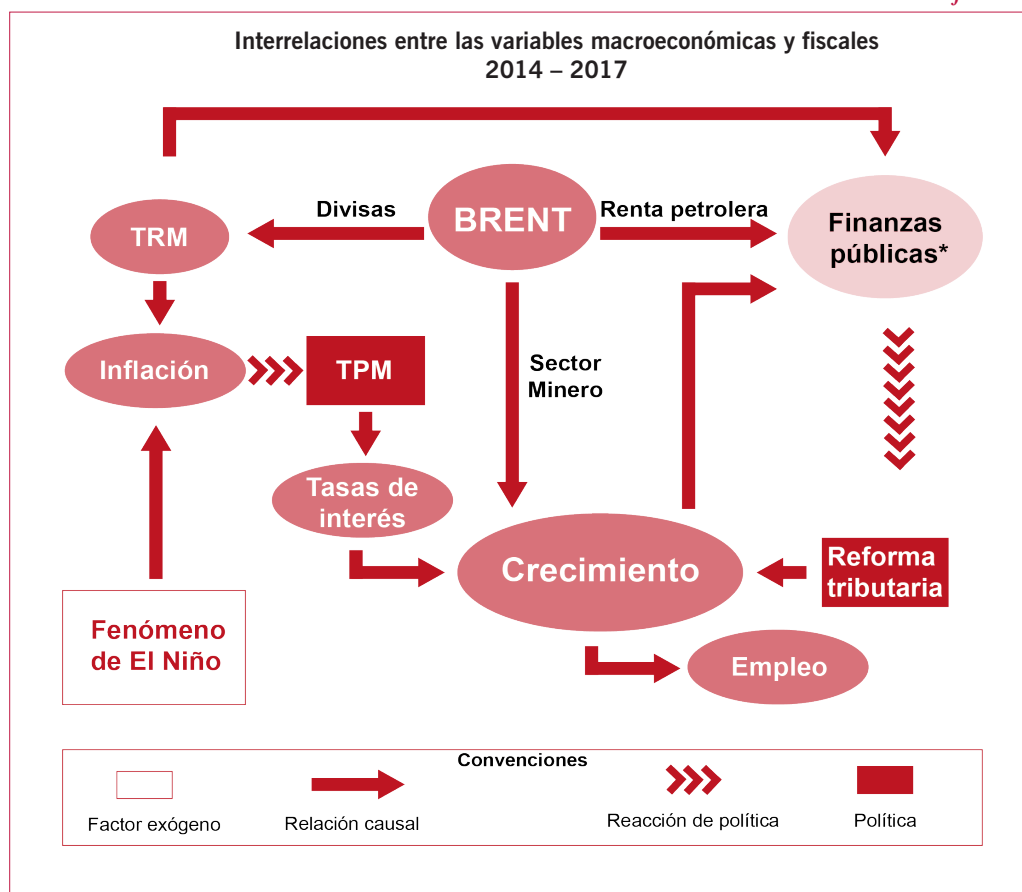 Interrelaciones entre las variables macroeconómicas y fiscales
2014 – 2017
Divisas
BRENT
Renta petrolera
TRM
Finanzas
públicas*
Inflación
TPM
Sector
Minero
Tasas de
interés
Crecimiento
Reforma
tributaria
Fenómeno
de El Niño
Empleo
Convenciones
Factor exógeno
Relación causal
Reacción de política
Política